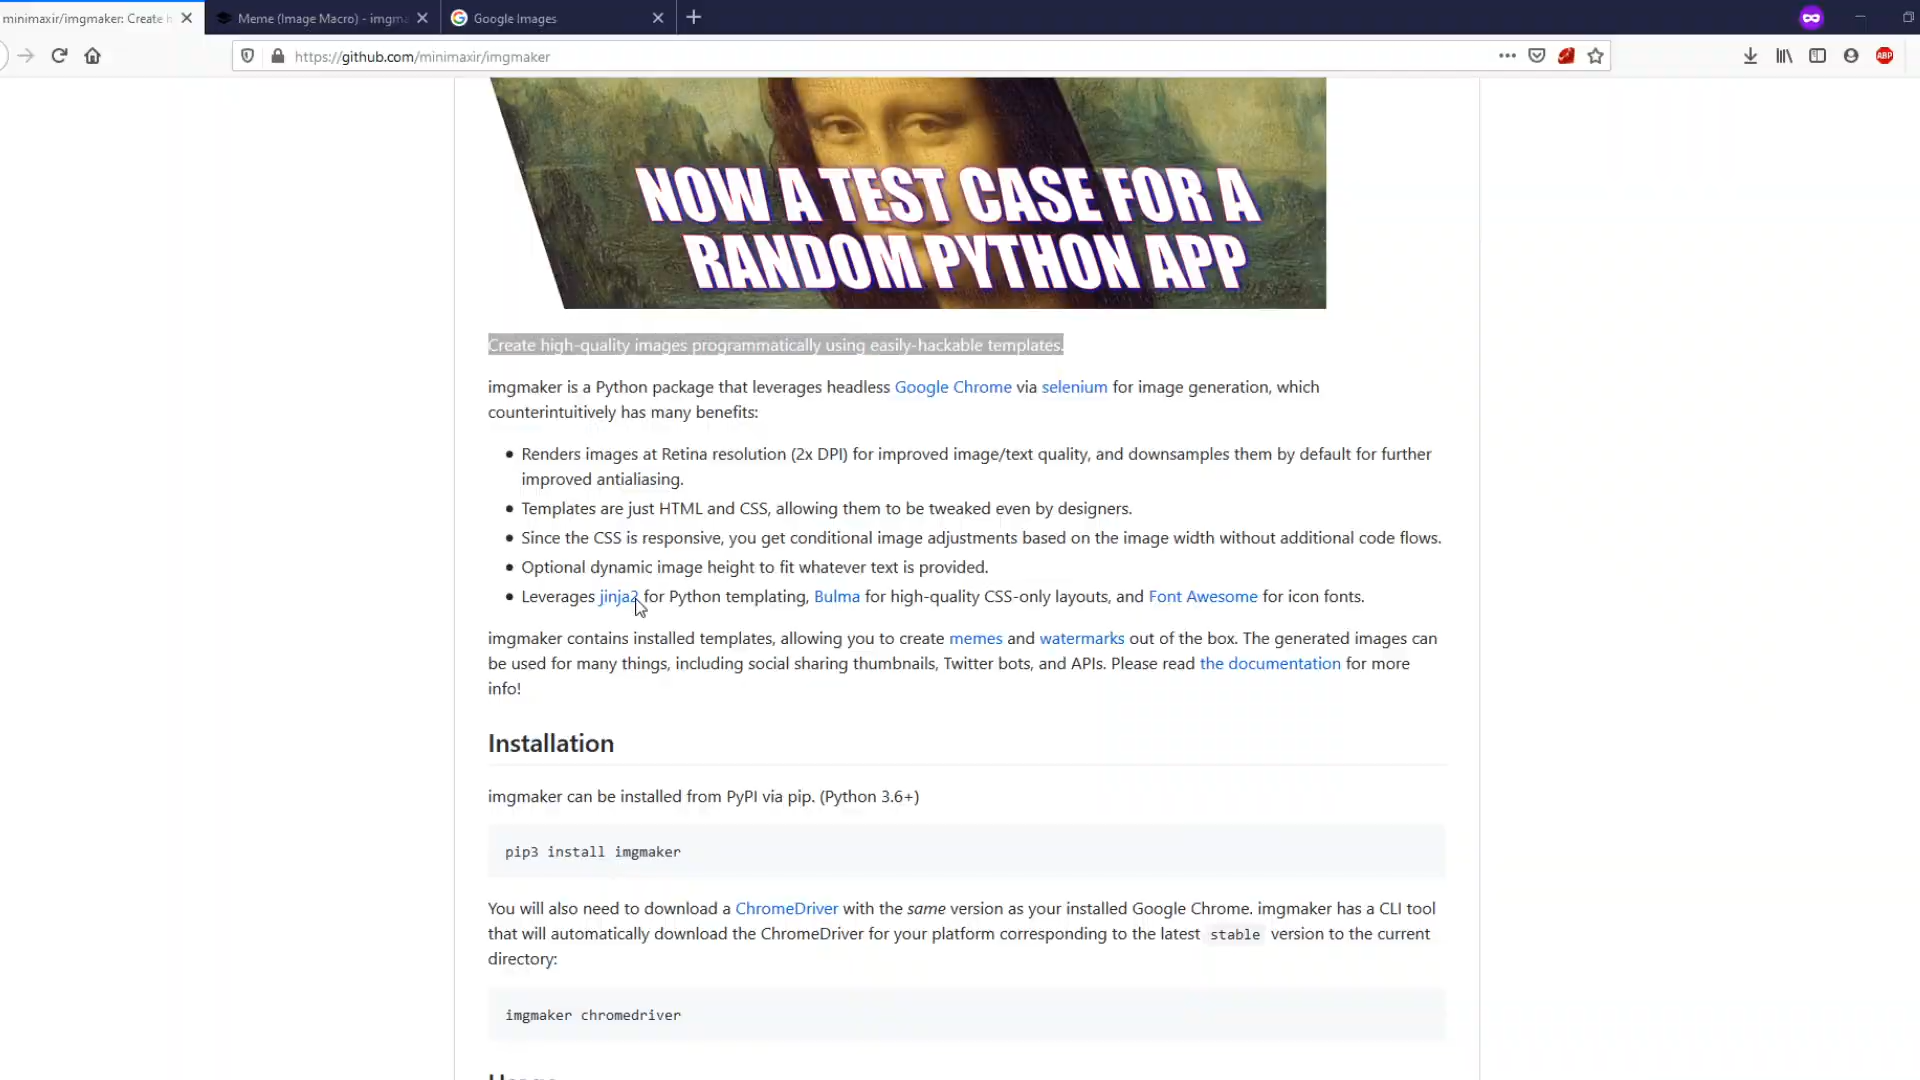 minimaxir/imgmaker: Create h
Meme (Image Macro) - imgma
Google Images
https://github.com/minimaxir/imgmaker
ABP
NOW A TEST CASE FOR A
RANDOM PYTHON APP
Create high-quality images programmatically using easily-hackable templates.
imgmaker is a Python package that leverages headless Google Chrome via selenium for image generation, which
counterintuitively has many benefits:
Renders images at Retina resolution (2x DPI) for improved image/text quality, and downsamples them by default for further
improved antialiasing.
Templates are just HTML and CSS, allowing them to be tweaked even by designers.
Since the CSS is responsive, you get conditional image adjustments based on the image width without additional code flows.
Optional dynamic image height to fit whatever text is provided.
Leverages jinja2 for Python templating, Bulma for high-quality CSS-only layouts, and Font Awesome for icon fonts.
imgmaker contains installed templates, allowing you to create memes and watermarks out of the box. The generated images can
be used for many things, including social sharing thumbnails, Twitter bots, and APIs. Please read the documentation for more
info!
Installation
imgmaker can be installed from PyPI via pip. (Python 3.6+)
pip3 install imgmaker
You will also need to download a ChromeDriver with the same version as your installed Google Chrome. imgmaker has a CLI tool
that will automatically download the ChromeDriver for your platform corresponding to the latest stable version to the current
directory:
imgmaker chromedriver